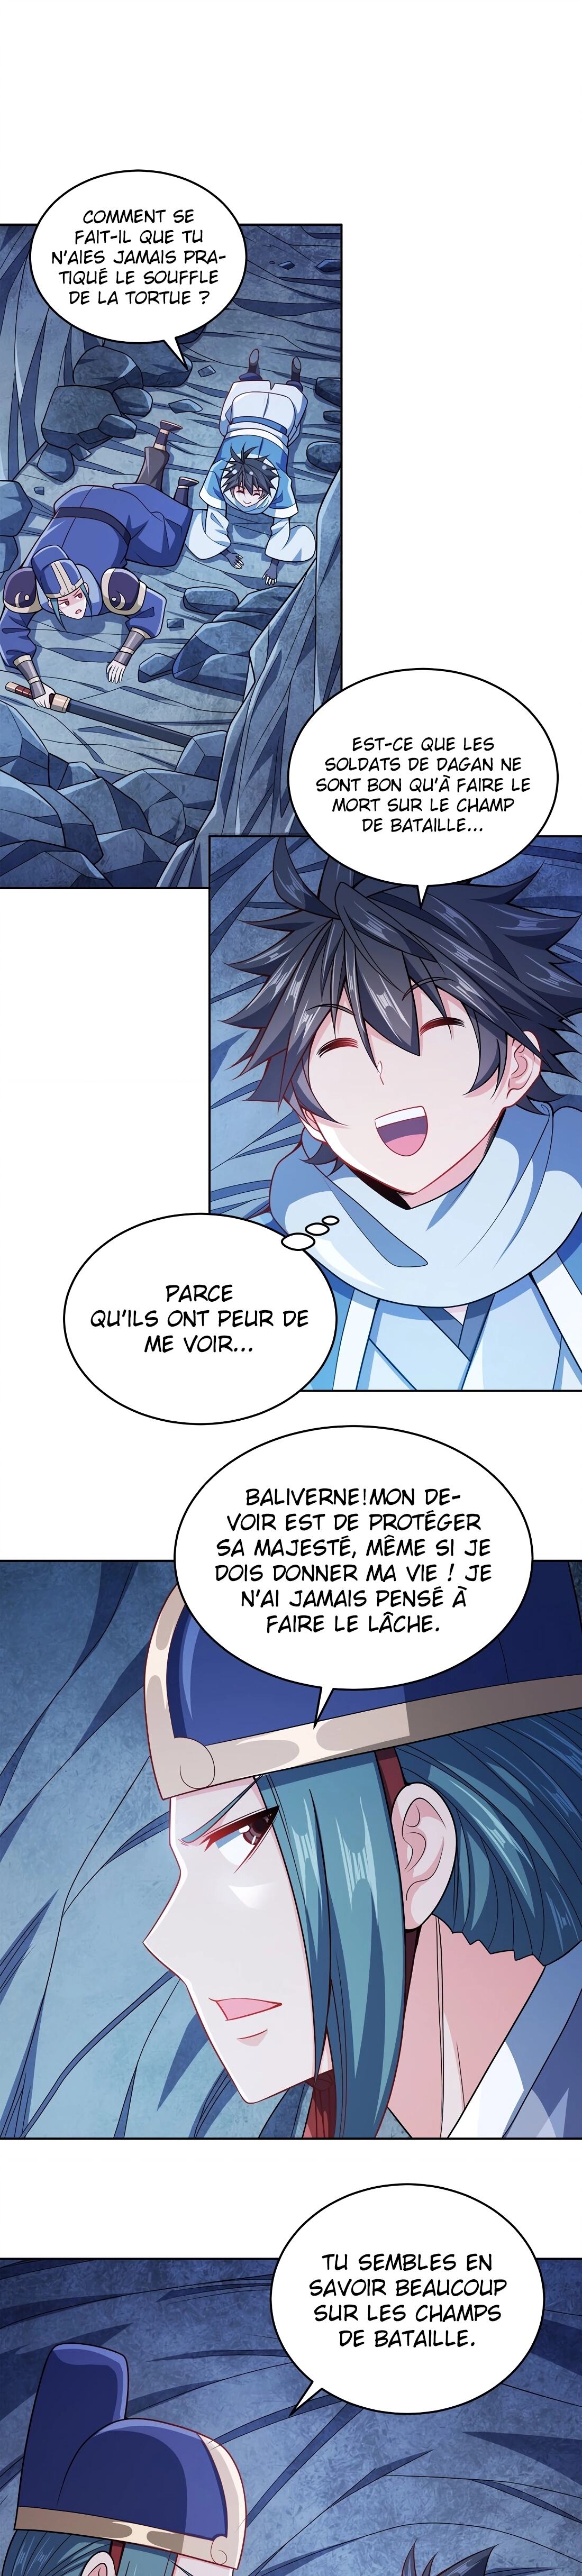 COMMENT SE
FAIT-IL QUE TU
N'AIES JAMAIS PRA-
TIQUÉ LE SOUFFLE
DE LA TORTUE ?
EST-CE QUE LES
SOLDATS DE DAGAN NE
SONT BON QU'À FAIRE LE
MORT SUR LE CHAMP
DE BATAILLE...
PARCE
QU'ILS ONT PEUR DE
ME VOIR...
BALIVERNE!MON DE-
VOIR EST DE PROTÉGER
SA MAJESTÉ, MÊME SI JE
DOIS DONNER MA VIE ! JE
N'AI JAMAIS PENSÉ À
FAIRE LE LÂCHE.
TU SEMBLES EN
SAVOIR BEAUCOUP
SUR LES CHAMPS
DE BATAILLE.